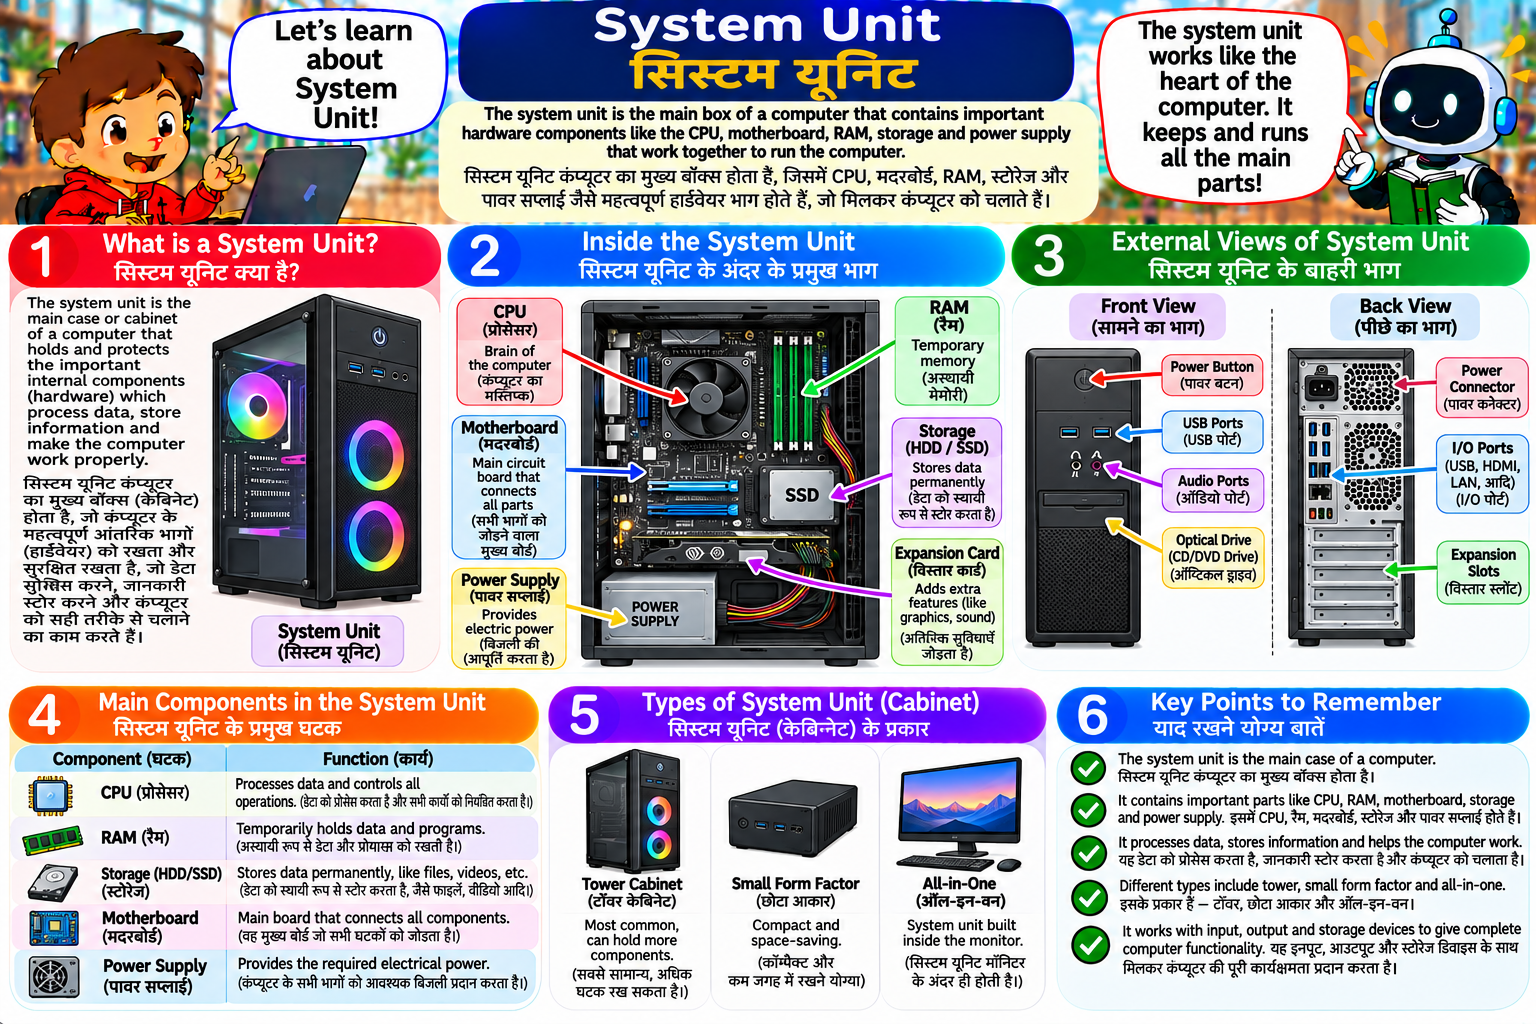 Let's learn
about
System
Unit!
System Unit
सिस्टम यूनिट
The system unit is the main box of a computer that contains important
hardware components like the CPU, motherboard, RAM, storage and power supply
that work together to run the computer.
सिस्टम यूनिट कंप्यूटर का मुख्य बॉक्स होता है, जिसमें CPU, मदरबोर्ड, RAM, स्टोरेज और
पावर सप्लाई जैसे महत्वपूर्ण हार्डवेयर भाग होते हैं, जो मिलकर कंप्यूटर को चलाते हैं।
The system unit
works like the
heart of the
computer. It
keeps and runs
all the main
parts!
1 What is a System Unit?
सिस्टम यूनिट क्या है?
The system unit is the
main case or cabinet
of a computer that
holds and protects
the important
internal components
(hardware) which
process data, store
information and
make the computer
work properly.
सिस्टम यूनिट कंप्यूटर
का मुख्य बॉक्स (केबिनेट)
होता है, जो कंप्यूटर के
महत्वपूर्ण आंतरिक भागों
(हार्डवेयर) को रखता और
सुरक्षित रखता है, जो डेटा
करने, जानकारी
स्टोर करने और कंप्यूटर
को सही तरीके से चलाने
का काम करते हैं।
System Unit
(सिस्टम यूनिट)
2 Inside the System Unit
सिस्टम यूनिट के अंदर के प्रमुख भाग
CPU
(प्रोसेसर)
Brain of
the computer
(कंप्यूटर का
मस्तिष्क)
Motherboard
(मदरबोर्ड)
Main circuit
board that
connects
all parts
(सभी भागों को
जोड़ने वाला
मुख्य बोर्ड)
Power Supply
(पावर सप्लाई)
Provides
electric power
(बिजली की
(आपूर्ति करता है)
SSD
POWER
SUPPLY
RAM
(रैम)
Temporary
memory
(अस्थायी
मेमोरी)
Storage
(HDD / SSD)
Stores data
permanently
(डेटा को स्थायी
रूप से स्टोर करता है)
Expansion Card
(विस्तार कार्ड)
Adds extra
features (like
graphics, sound)
जोड़ता है)
3 External Views of System Unit
सिस्टम यूनिट के बाहरी भाग
Front View
(सामने का भाग)
Power Button
(पावर बटन)
USB Ports
(USB पोर्ट)
Audio Ports
(ऑडियो पोर्ट)
Optical Drive
(CD/DVD Drive)
(ऑप्टिकल ड्राइव)
Back View
(पीछे का भाग)
Power
Connector
(पावर कनेक्टर)
I/O Ports
(USB, HDMI,
LAN, आदि)
(I/O पोर्ट)
Expansion
Slots
(विस्तार स्लॉट)
4 Main Components in the System Unit
सिस्टम यूनिट के प्रमुख घटक
Component (घटक) Function (कार्य)
CPU (प्रोसेसर) Processes data and controls all
operations. (डेटा को प्रोसेस करता है और सभी कार्यों को नियंत्रित करता है।)
RAM (रैम) Temporarily holds data and programs.
(अस्थायी रूप से डेटा और को रखती है।)
Storage (HDD/SSD) Stores data permanently, like files, videos, etc.
(स्टोरेज) (डेटा को स्थायी रूप से स्टोर करता है, जैसे फाइलें, वीडियो आदि।)
Motherboard Main board that connects all components.
(मदरबोर्ड) (वह मुख्य बोर्ड जो सभी घटकों को जोड़ता है।)
Power Supply Provides the required electrical power.
(पावर सप्लाई) (कंप्यूटर के सभी भागों को आवश्यक बिजली प्रदान करता है।)
5 Types of System Unit (Cabinet)
सिस्टम यूनिट (केबिनेट) के प्रकार
Tower Cabinet
(टॉवर केबिनेट)
Most common,
can hold more
components.
(सबसे सामान्य, अधिक
घटक रख सकता है।)
Small Form Factor
(छोटा आकार)
Compact and
space-saving.
(कॉम्पैक्ट और
कम जगह में रखने योग्या)
All-in-One
(ऑल-इन-वन)
System unit built
inside the monitor.
(सिस्टम यूनिट मॉनिटर
के अंदर ही होती है।)
6 Key Points to Remember
याद रखने योग्य बातें
The system unit is the main case of a computer.
सिस्टम यूनिट कंप्यूटर का मुख्य बॉक्स होता है।
It contains important parts like CPU, RAM, motherboard, storage
and power supply. इसमें CPU, रैम, मदरबोर्ड, स्टोरेज और पावर सप्लाई होते हैं।
It processes data, stores information and helps the computer work.
यह डेटा को प्रोसेस करता है, जानकारी स्टोर करता है और कंप्यूटर को चलाता है।
Different types include tower, small form factor and all-in-one.
इसके प्रकार हैं – टॉवर, छोटा आकार और ऑल-इन-वन।
It works with input, output and storage devices to give complete
computer functionality. यह इनपुट, आउटपुट और स्टोरेज डिवाइस के साथ
मिलकर कंप्यूटर की पूरी कार्यक्षमता प्रदान करता है।